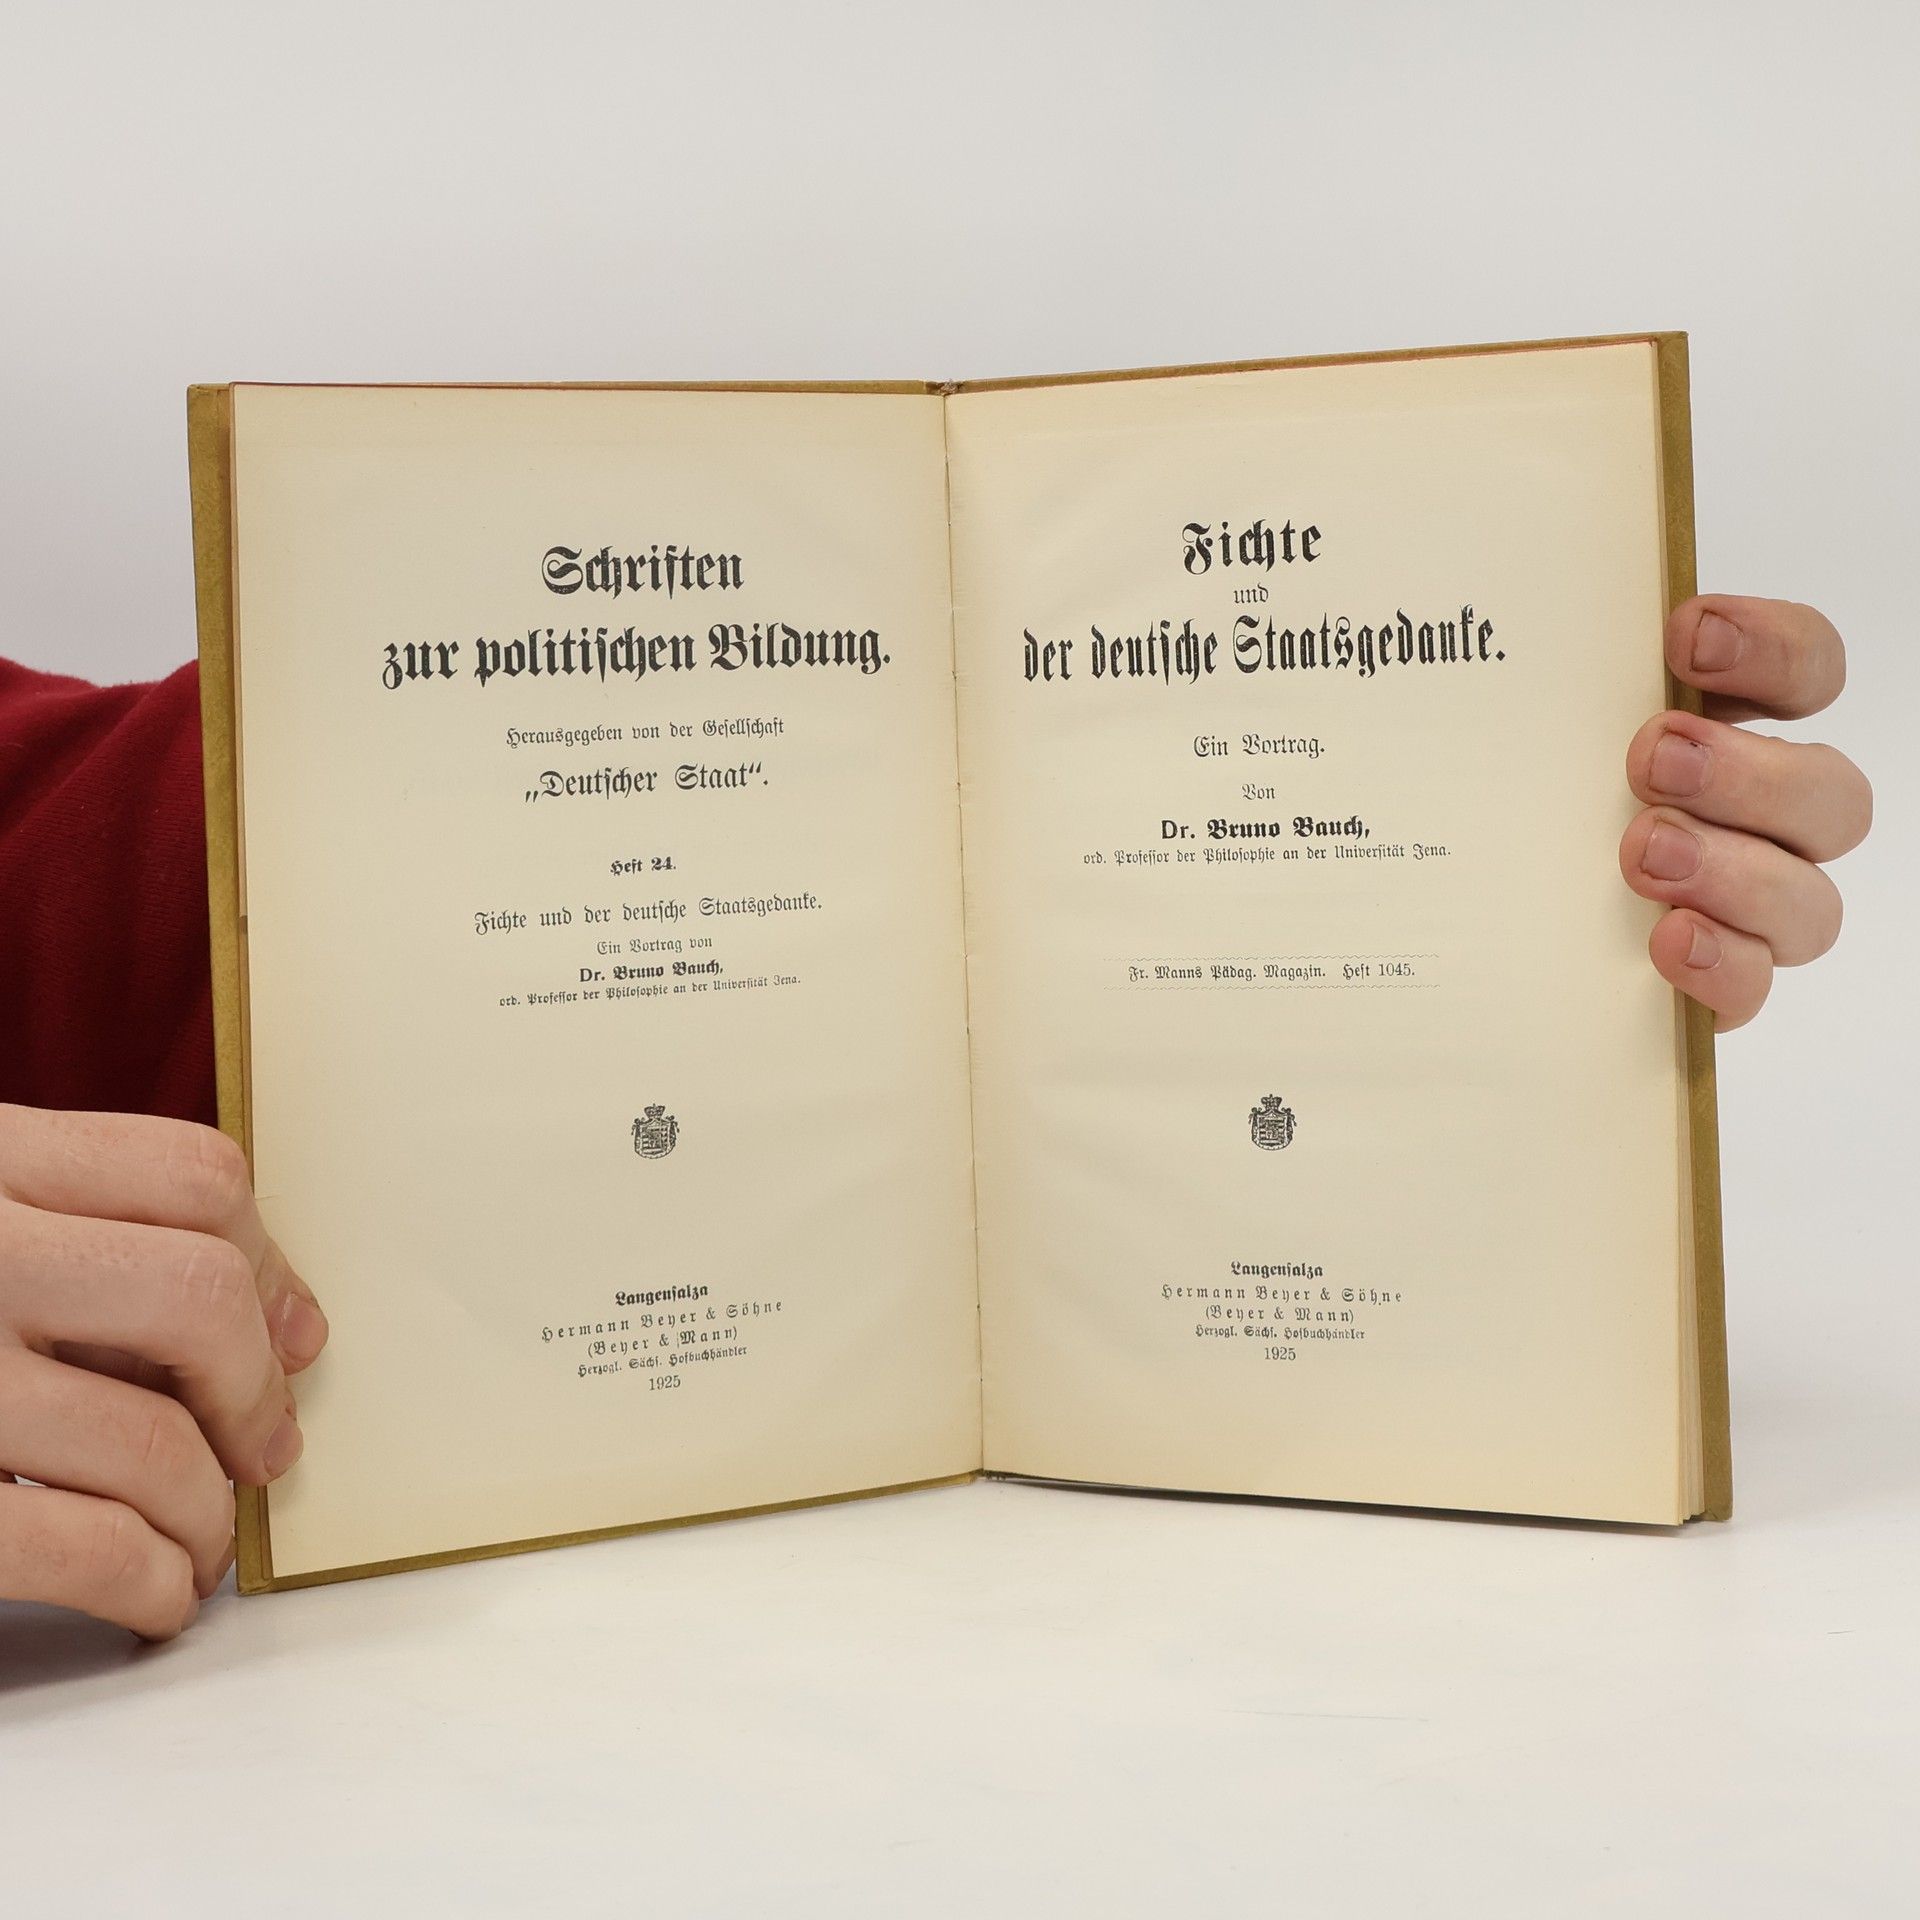 Schriften
zur politischen Bildung.
Herausgegeben von der Gesellschaft
„Deutscher Staat“.
Heft 24.
Fichte und der deutsche Staatsgedanke.
Ein Vortrag von
Dr. Bruno Bauch,
ord. Professor der Philosophie an der Universität Jena.
Langensalza
Hermann Beyer & Söhne
(Beyer & Mann)
Herzogl. Sächs. Hofbuchhändler
1925
Fichte
und
der deutsche Staatsgedanke.
Ein Vortrag.
Von
Dr. Bruno Bauch,
ord. Professor der Philosophie an der Universität Jena.
Fr. Manns Pädag. Magazin. Heft 1045.
Langensalza
Hermann Beyer & Söhne
(Beyer & Mann)
Herzogl. Sächs. Hofbuchhändler
1925